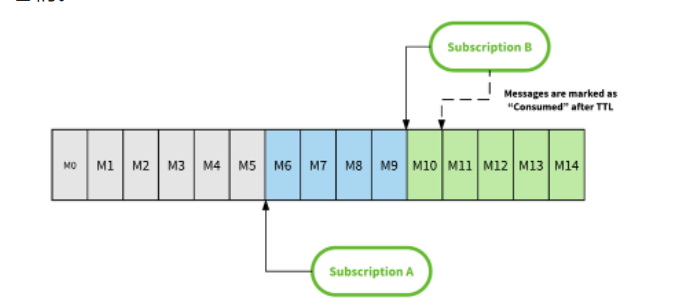 Subscription B
Messages are marked as
“Consumed” after TTL
M0 M1 M2 M3 M4 M5 M6 M7 M8 M9 M10 M11 M12 M13 M14
Subscription A